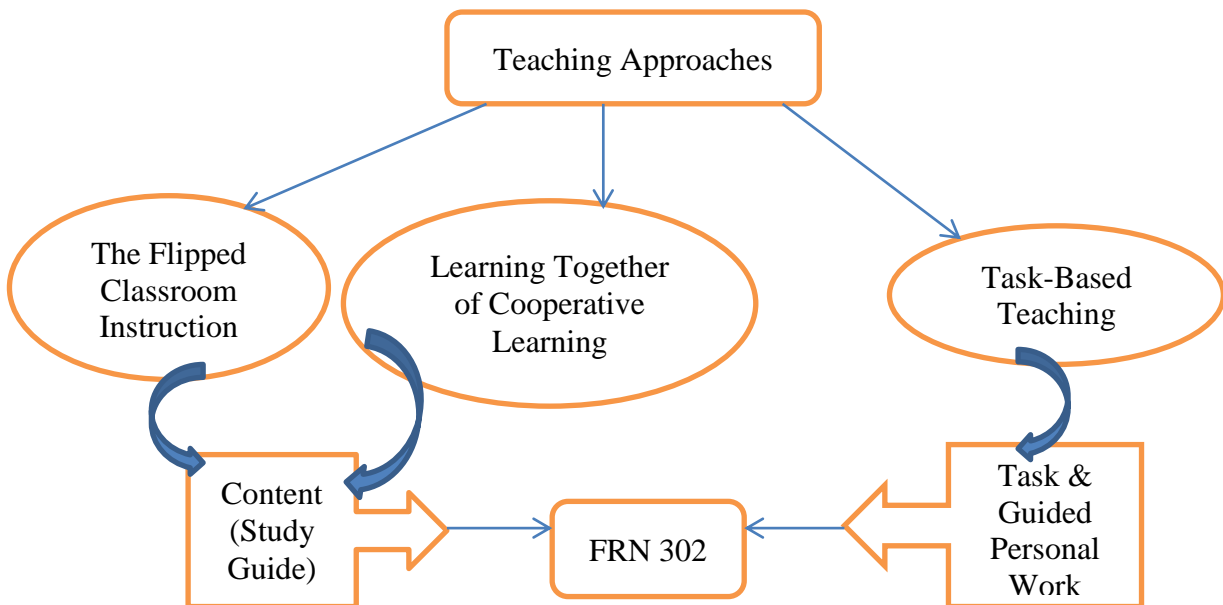 Teaching Approaches
The Flipped
Classroom
Instruction
Learning Together
of Cooperative
Learning
Task-Based
Teaching
Content
(Study
Guide)
FRN 302
Task &
Guided
Personal
Work